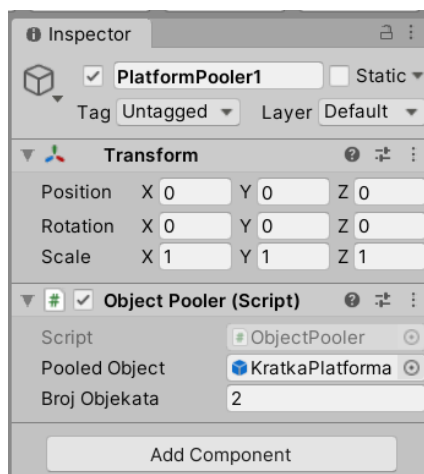 Inspector
PlatformPooler1 Static
Tag Untagged Layer Default
Transform
Position X 0 Y 0 Z 0
Rotation X 0 Y 0 Z 0
Scale X 1 Y 1 Z 1
# Object Pooler (Script)
Script # ObjectPooler
Pooled Object KratkaPlatforma
Broj Objekata 2
Add Component